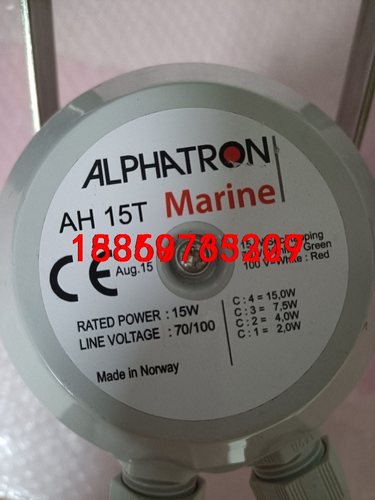 ALPHATRON
Marine
AH 15T
CE
Aug.15
Green
100 V - White : Red
RATED POWER : 15W
LINE VOLTAGE : 70/100
C : 4 = 15,0W
C : 3 = 7,5W
C : 2 = 4,0W
C : 1 = 2,0W
Made in Norway